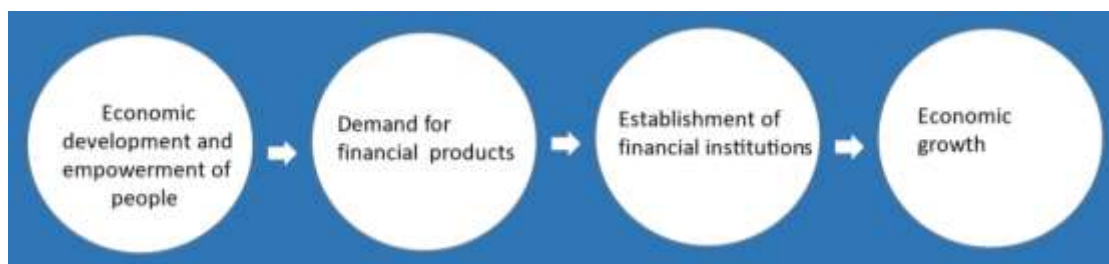 Economic
development and
empowerment of
people
Demand for
financial products
Establishment of
financial institutions
Economic
growth